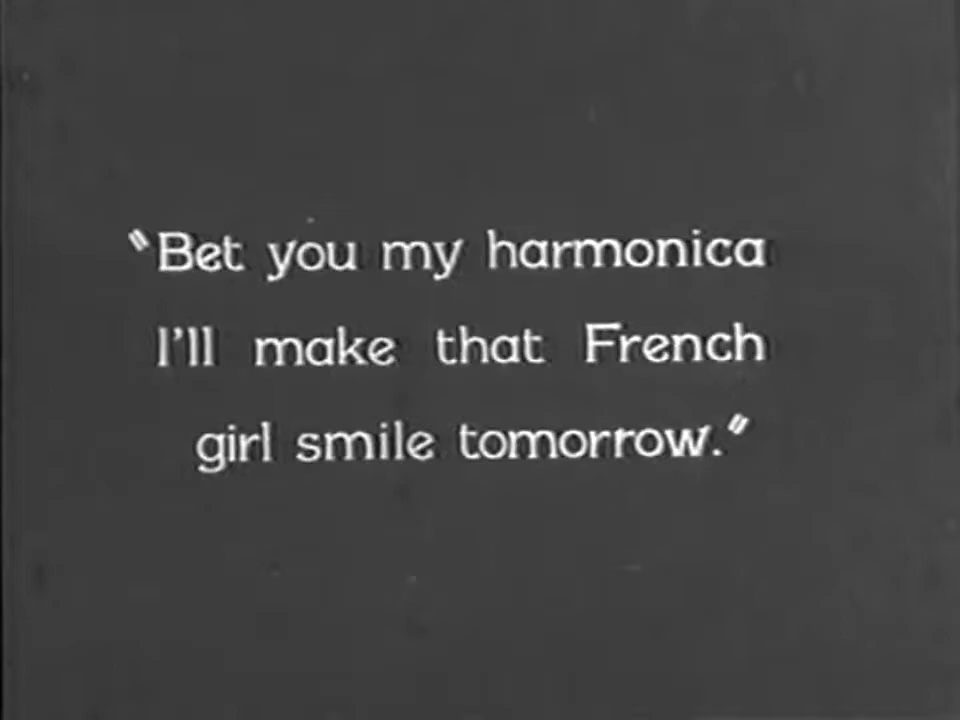 "Bet you my harmonica
I'll make that French
girl smile tomorrow."